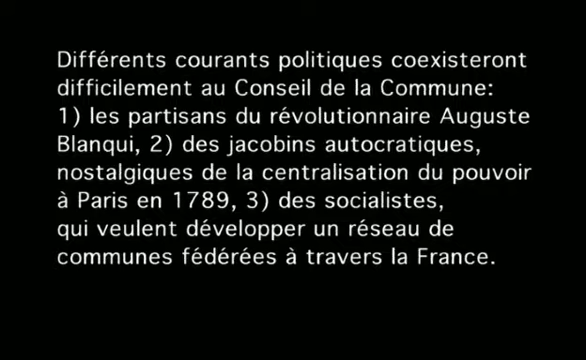 Différents courants politiques coexisteront
difficilement au Conseil de la Commune:
1) les partisans du révolutionnaire Auguste
Blanqui, 2) des jacobins autocratiques,
nostalgiques de la centralisation du pouvoir
à Paris en 1789, 3) des socialistes,
qui veulent développer un réseau de
communes fédérées à travers la France.